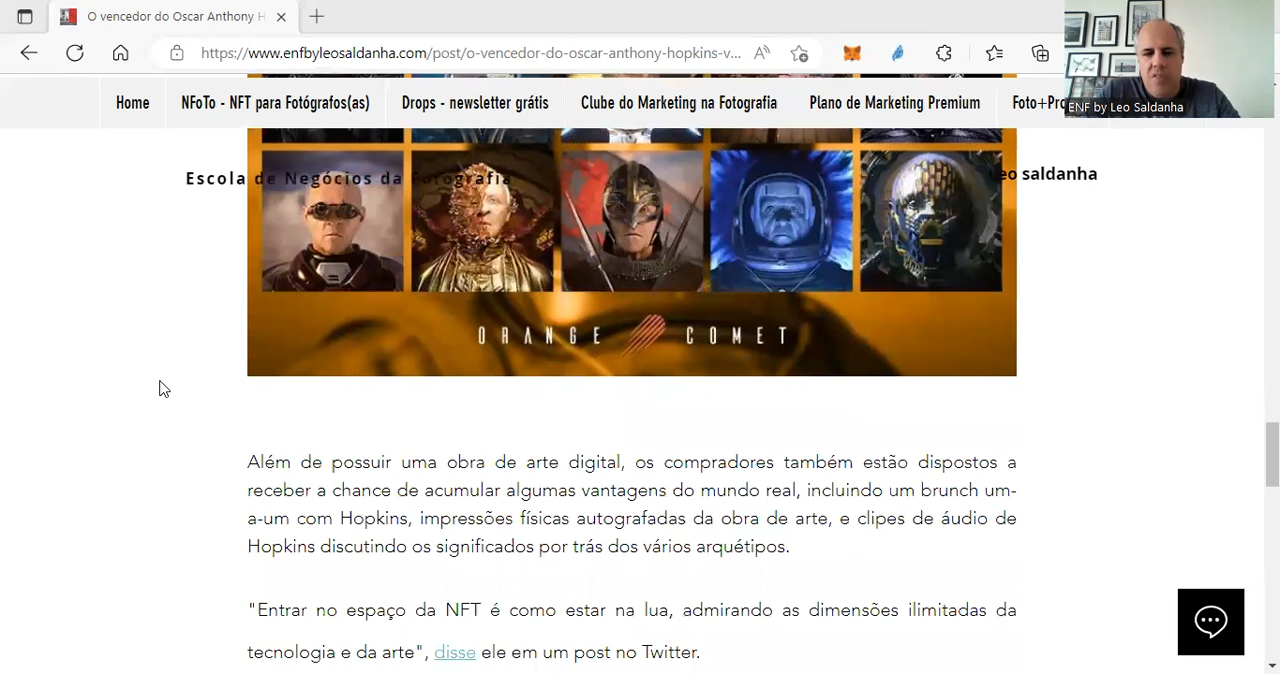 O vencedor do Oscar Anthony H
https://www.enfbyleosaldanha.com/post/o-vencedor-do-oscar-anthony-hopkins-v...
ENF by Leo Saldanha
Home
NFoTo - NFT para Fotógrafos(as)
Drops - newsletter grátis
Clube do Marketing na Fotografia
Plano de Marketing Premium
Foto+Pro
Escola de Negócios da Fotografia
leo saldanha
ORANGE COMET
Além de possuir uma obra de arte digital, os compradores também estão dispostos a
receber a chance de acumular algumas vantagens do mundo real, incluindo um brunch um-
a-um com Hopkins, impressões físicas autografadas da obra de arte, e clipes de áudio de
Hopkins discutindo os significados por trás dos vários arquétipos.
"Entrar no espaço da NFT é como estar na lua, admirando as dimensões ilimitadas da
tecnologia e da arte", disse ele em um post no Twitter.